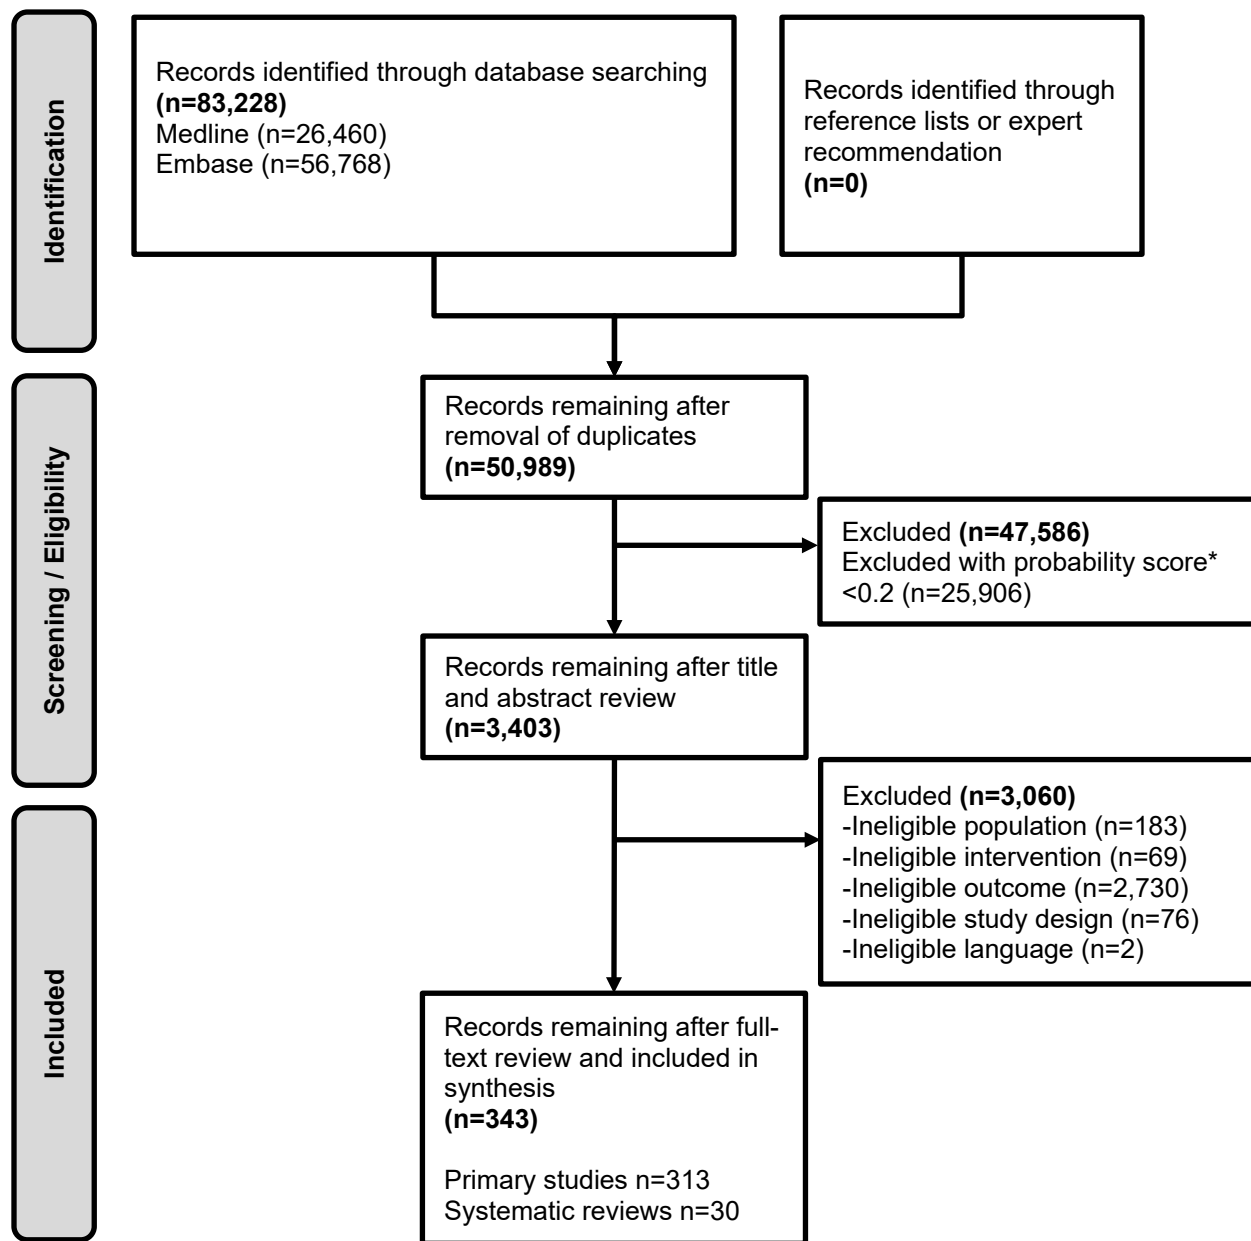 Identification
Records identified through database searching
(n=83,228)
Medline (n=26,460)
Embase (n=56,768)
Records identified through
reference lists or expert
recommendation
(n=0)
Screening / Eligibility
Records remaining after
removal of duplicates
(n=50,989)
Excluded (n=47,586)
Excluded with probability score*
<0.2 (n=25,906)
Records remaining after title
and abstract review
(n=3,403)
Excluded (n=3,060)
-Ineligible population (n=183)
-Ineligible intervention (n=69)
-Ineligible outcome (n=2,730)
-Ineligible study design (n=76)
-Ineligible language (n=2)
Included
Records remaining after full-
text review and included in
synthesis
(n=343)
Primary studies n=313
Systematic reviews n=30